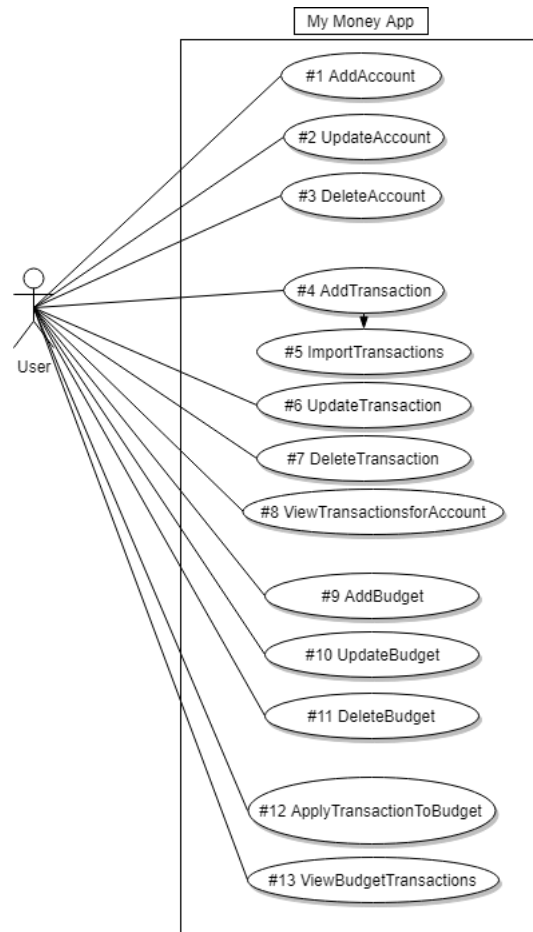 My Money App
#1 AddAccount
#2 UpdateAccount
#3 DeleteAccount
#4 AddTransaction
User
#5 ImportTransactions
#6 UpdateTransaction
#7 DeleteTransaction
#8 ViewTransactionsforAccount
#9 AddBudget
#10 UpdateBudget
#11 DeleteBudget
#12 ApplyTransactionToBudget
#13 ViewBudgetTransactions